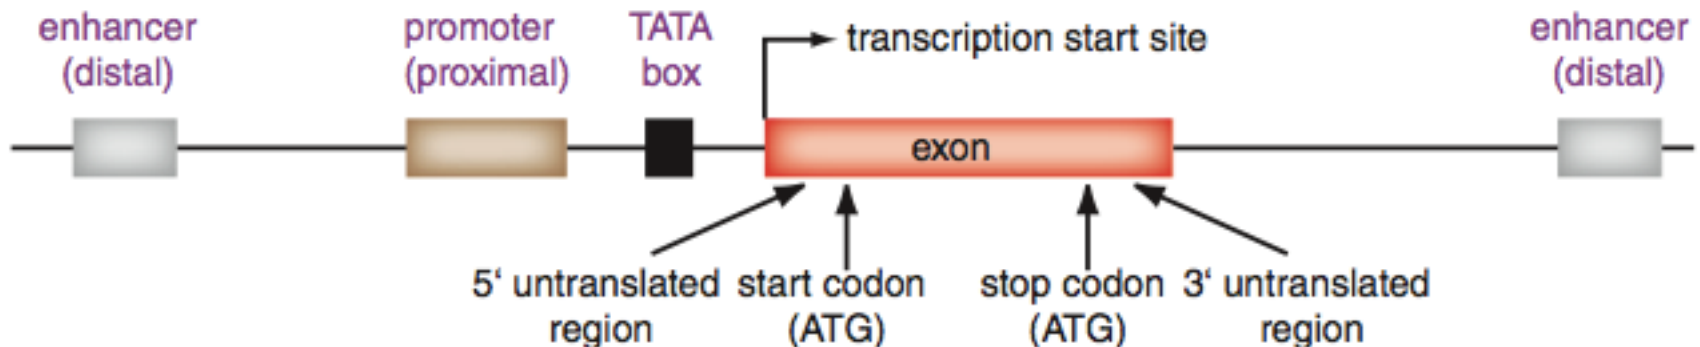 enhancer
(distal)
promoter
(proximal)
TATA
box
transcription start site
enhancer
(distal)
exon
5‘ untranslated
region
start codon
(ATG)
stop codon
(ATG)
3‘ untranslated
region